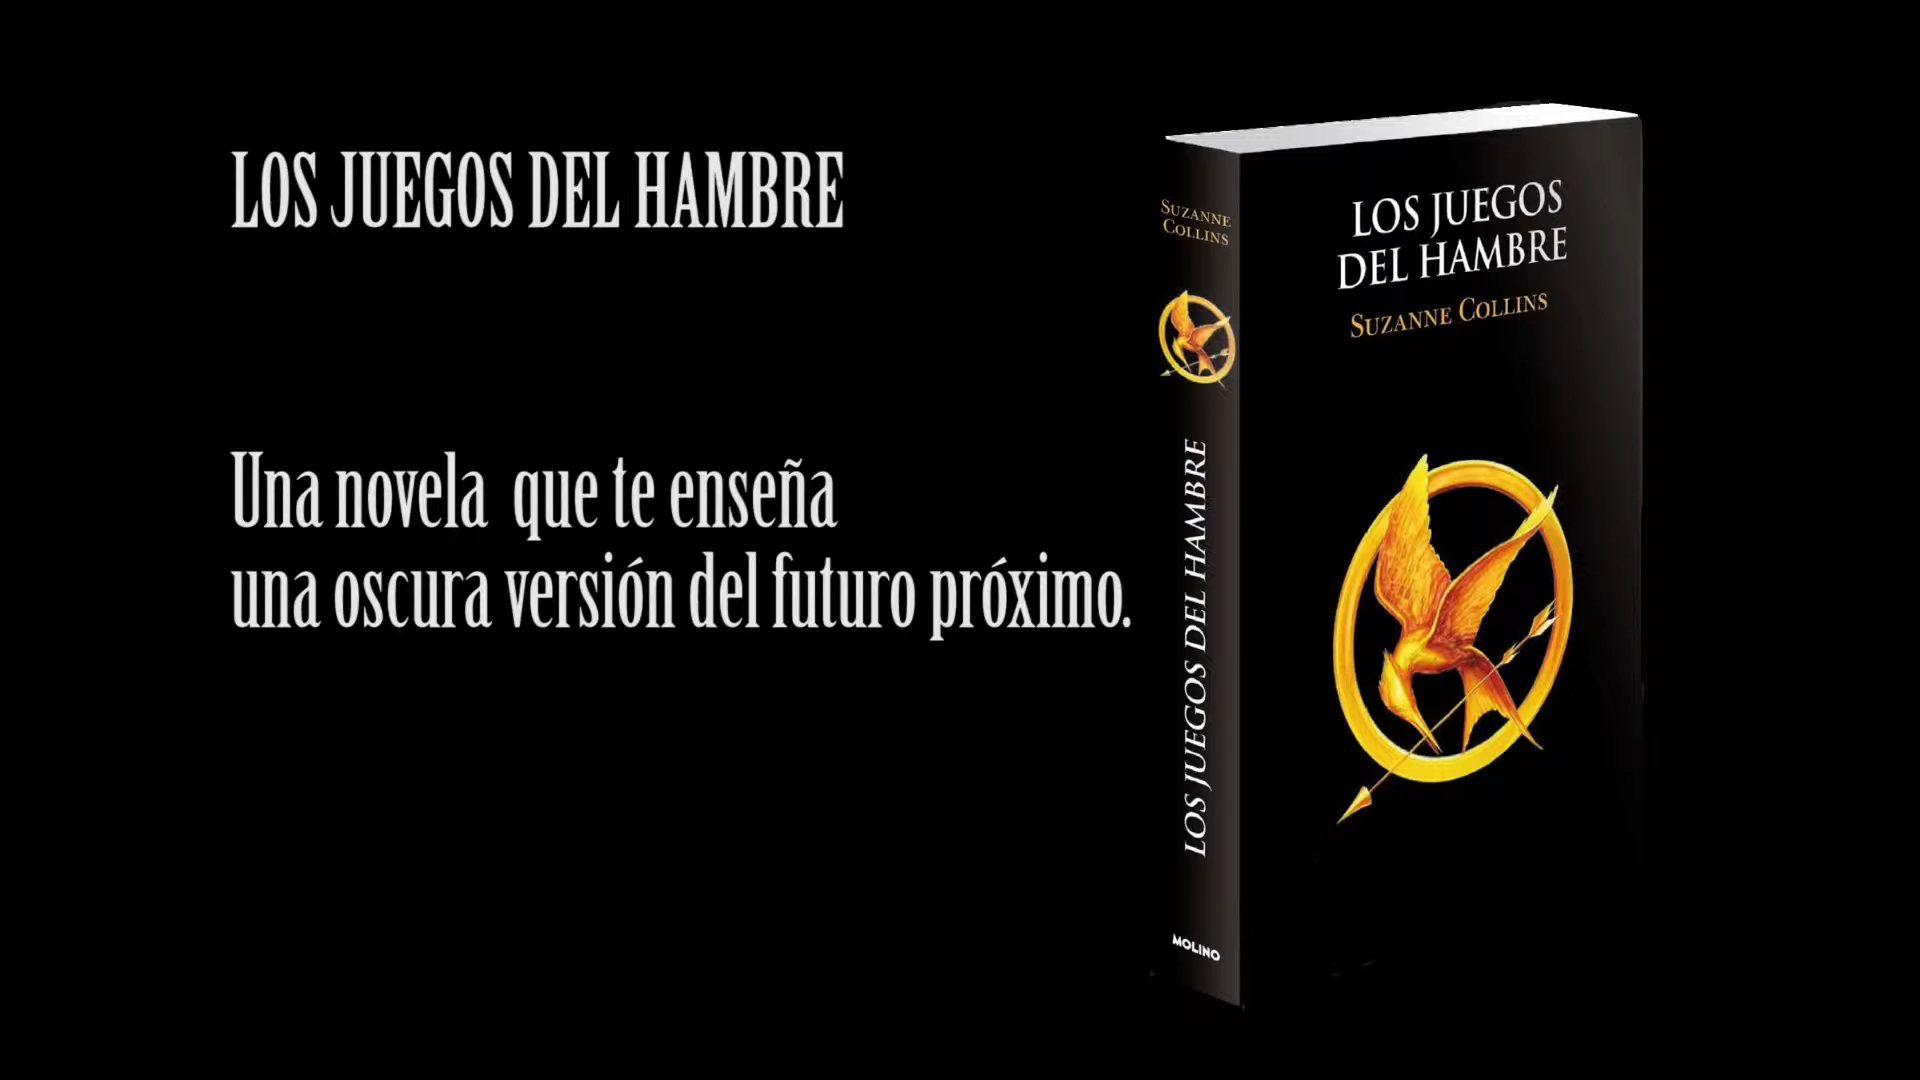 LOS JUEGOS DEL HAMBRE
Una novela que te enseña
una oscura versión del futuro próximo.
SUZANNE
COLLINS
LOS JUEGOS DEL HAMBRE
MOLINO
LOS JUEGOS
DEL HAMBRE
SUZANNE COLLINS